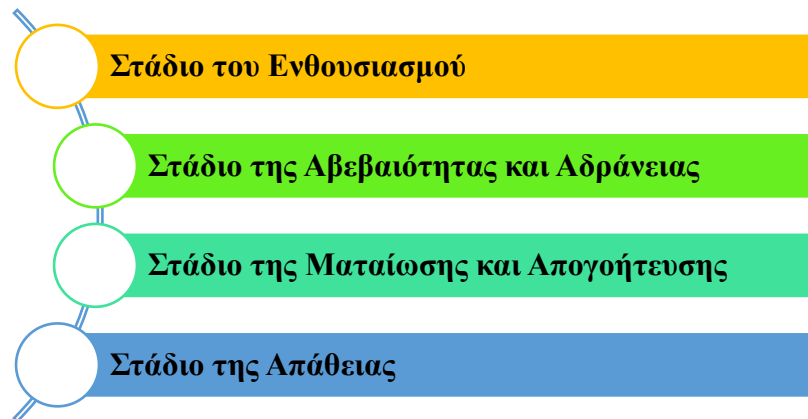 Στάδιο του Ενθουσιασμού
Στάδιο της Αβεβαιότητας και Αδράνειας
Στάδιο της Ματαίωσης και Απογοήτευσης
Στάδιο της Απάθειας